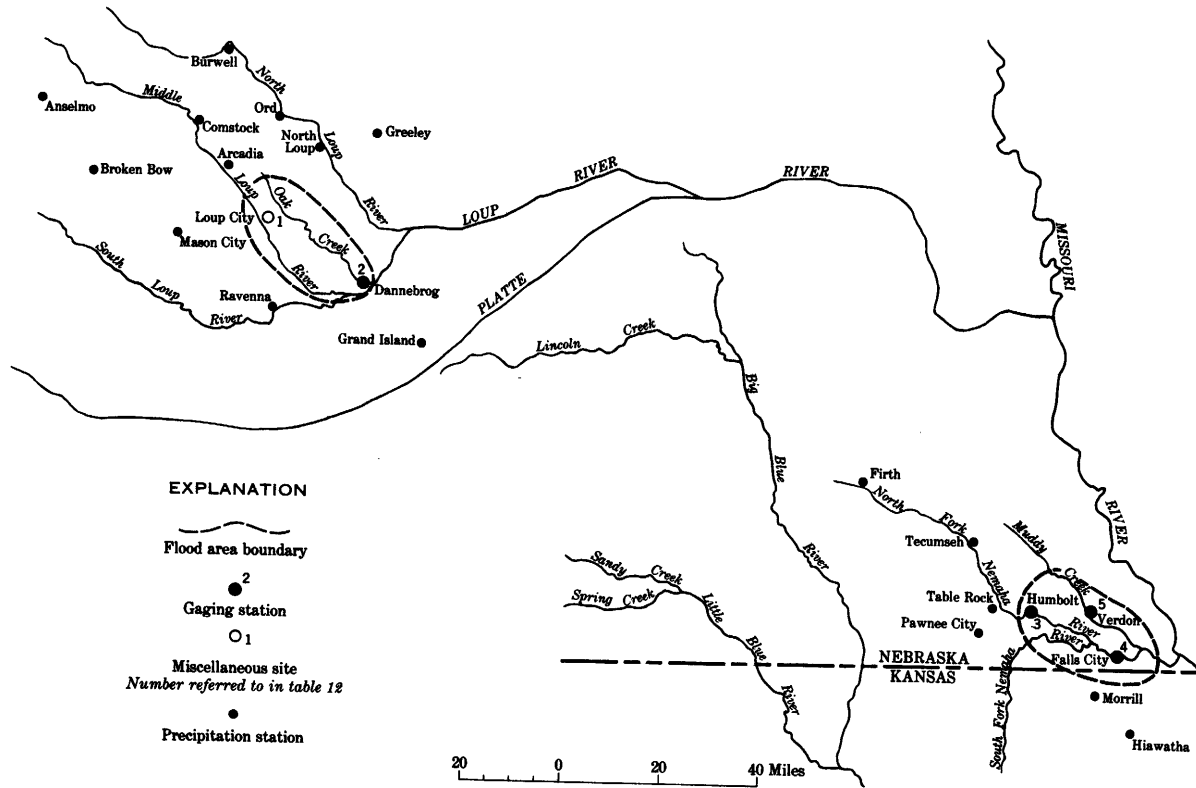 Burwell
North
Loup
River
Middle
Anselmo
Comstock
Ord
North
Loup
Greeley
Arcadia
Broken Bow
Loup
River
Oak
Creek
Loup City
1
Mason City
2
Dannebrog
South
Loup
River
Ravenna
Grand Island
LOUP
RIVER
PLATTE
RIVER
MISSOURI
RIVER
Lincoln
Creek
Big
Blue
River
Firth
North
Fork
Nemaha
River
Tecumseh
Muddy
Creek
Table Rock
Humbolt
3
5
Verdon
Pawnee City
River
4
Falls City
South Fork Nemaha
NEBRASKA
KANSAS
Morrill
Hiawatha
Sandy
Creek
Spring Creek
Little
Blue
River
EXPLANATION
Flood area boundary
2
Gaging station
1
Miscellaneous site
Number referred to in table 12
Precipitation station
20 0 20 40 Miles